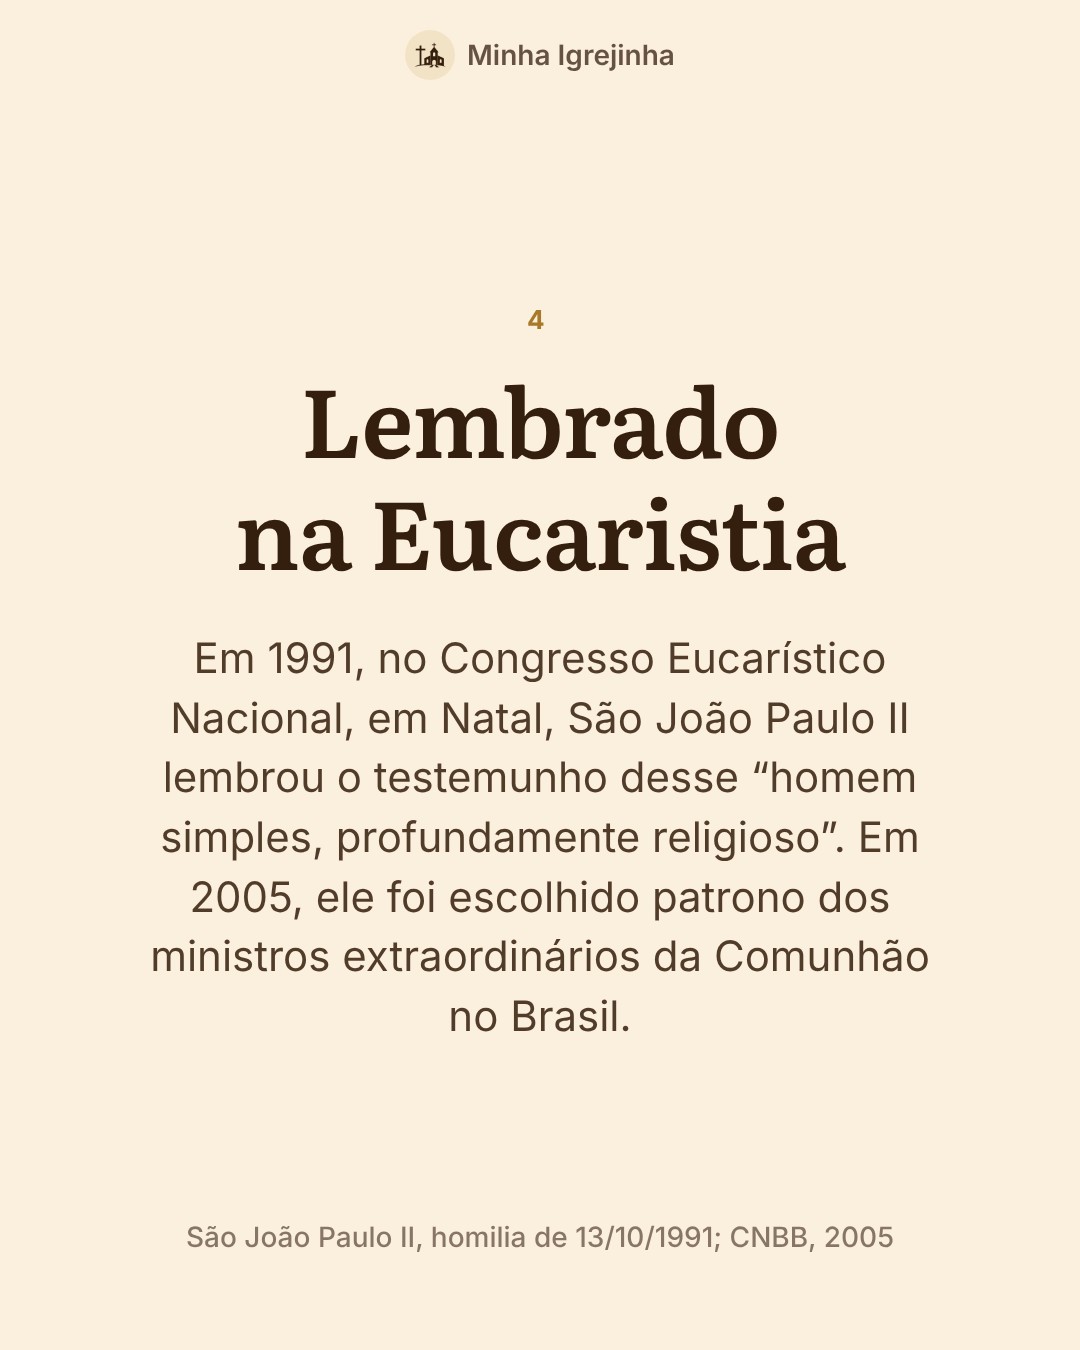 Minha Igrejinha
4
Lembrado
na Eucaristia
Em 1991, no Congresso Eucarístico
Nacional, em Natal, São João Paulo II
lembrou o testemunho desse “homem
simples, profundamente religioso”. Em
2005, ele foi escolhido patrono dos
ministros extraordinários da Comunhão
no Brasil.
São João Paulo II, homilia de 13/10/1991; CNBB, 2005